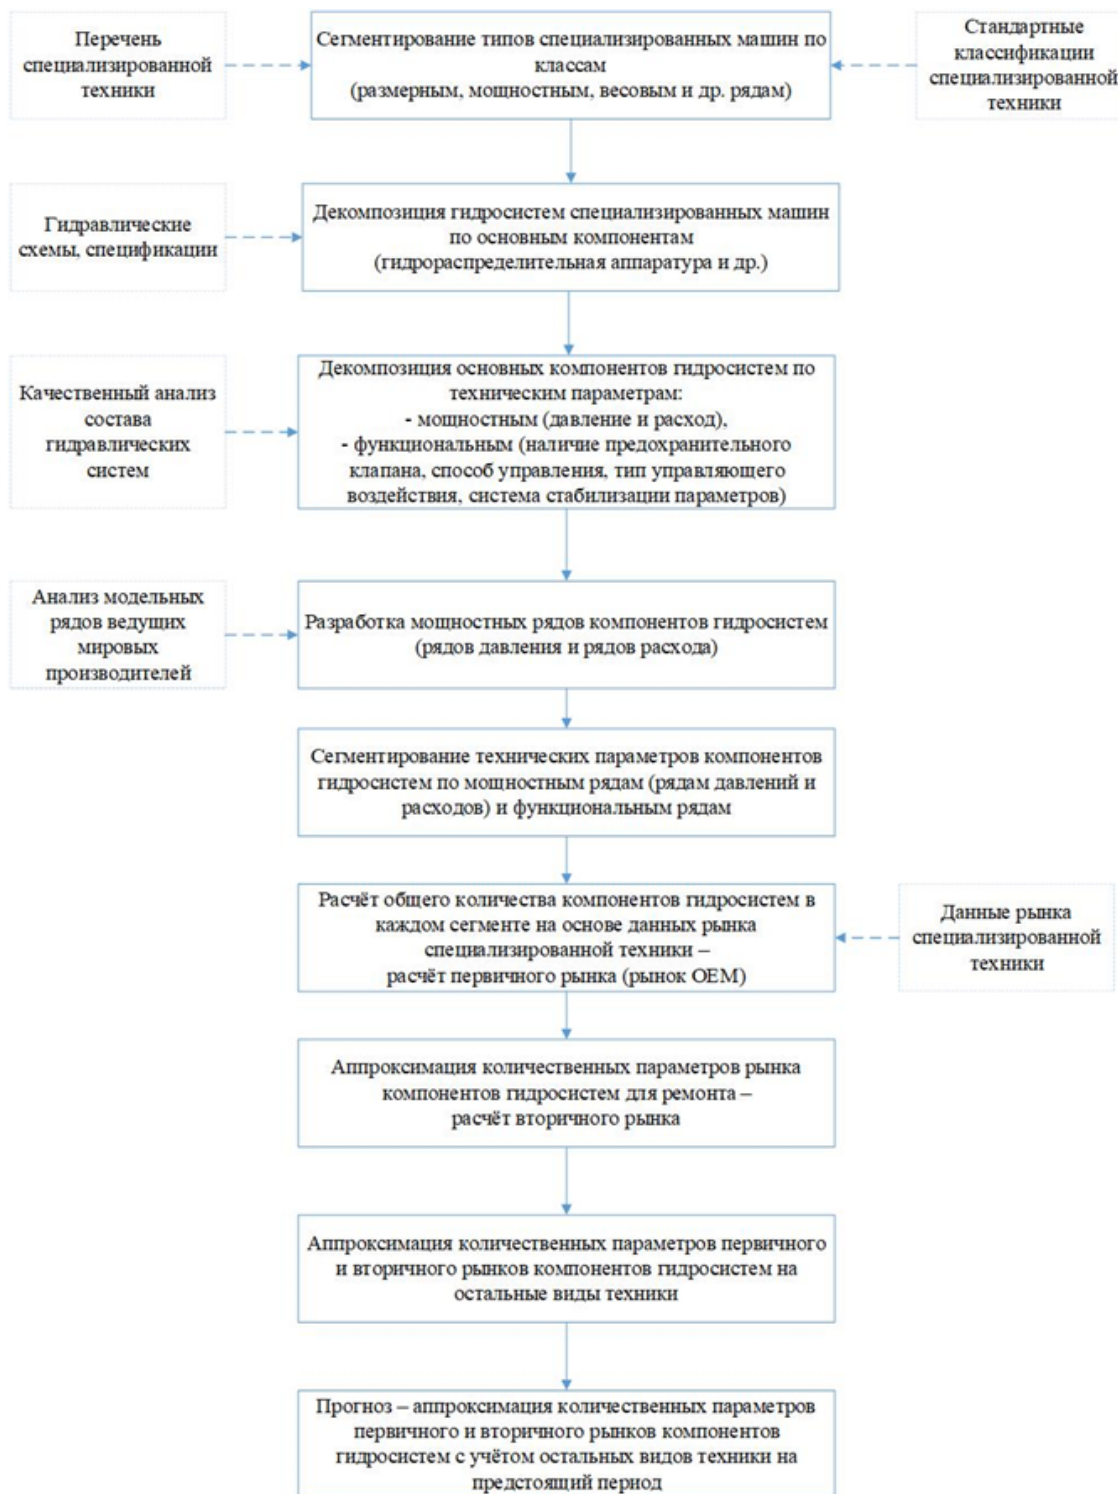 Перечень
специализированной
техники
Сегментирование типов специализированных машин по
классам
(размерным, мощностным, весовым и др. рядам)
Стандартные
классификации
специализированной
техники
Гидравлические
схемы, спецификации
Декомпозиция гидросистем специализированных машин
по основным компонентам
(гидрораспределительная аппаратура и др.)
Качественный анализ
состава
гидравлических
систем
Декомпозиция основных компонентов гидросистем по
техническим параметрам:
- мощностным (давление и расход),
- функциональным (наличие предохранительного
клапана, способ управления, тип управляющего
воздействия, система стабилизации параметров)
Анализ модельных
рядов ведущих
мировых
производителей
Разработка мощностных рядов компонентов гидросистем
(рядов давления и рядов расхода)
Сегментирование технических параметров компонентов
гидросистем по мощностным рядам (рядам давлений и
расходов) и функциональным рядам
Расчёт общего количества компонентов гидросистем в
каждом сегменте на основе данных рынка
специализированной техники –
расчёт первичного рынка (рынок OEM)
Данные рынка
специализированной
техники
Аппроксимация количественных параметров рынка
компонентов гидросистем для ремонта –
расчёт вторичного рынка
Аппроксимация количественных параметров первичного
и вторичного рынков компонентов гидросистем на
остальные виды техники
Прогноз – аппроксимация количественных параметров
первичного и вторичного рынков компонентов
гидросистем с учётом остальных видов техники на
предстоящий период